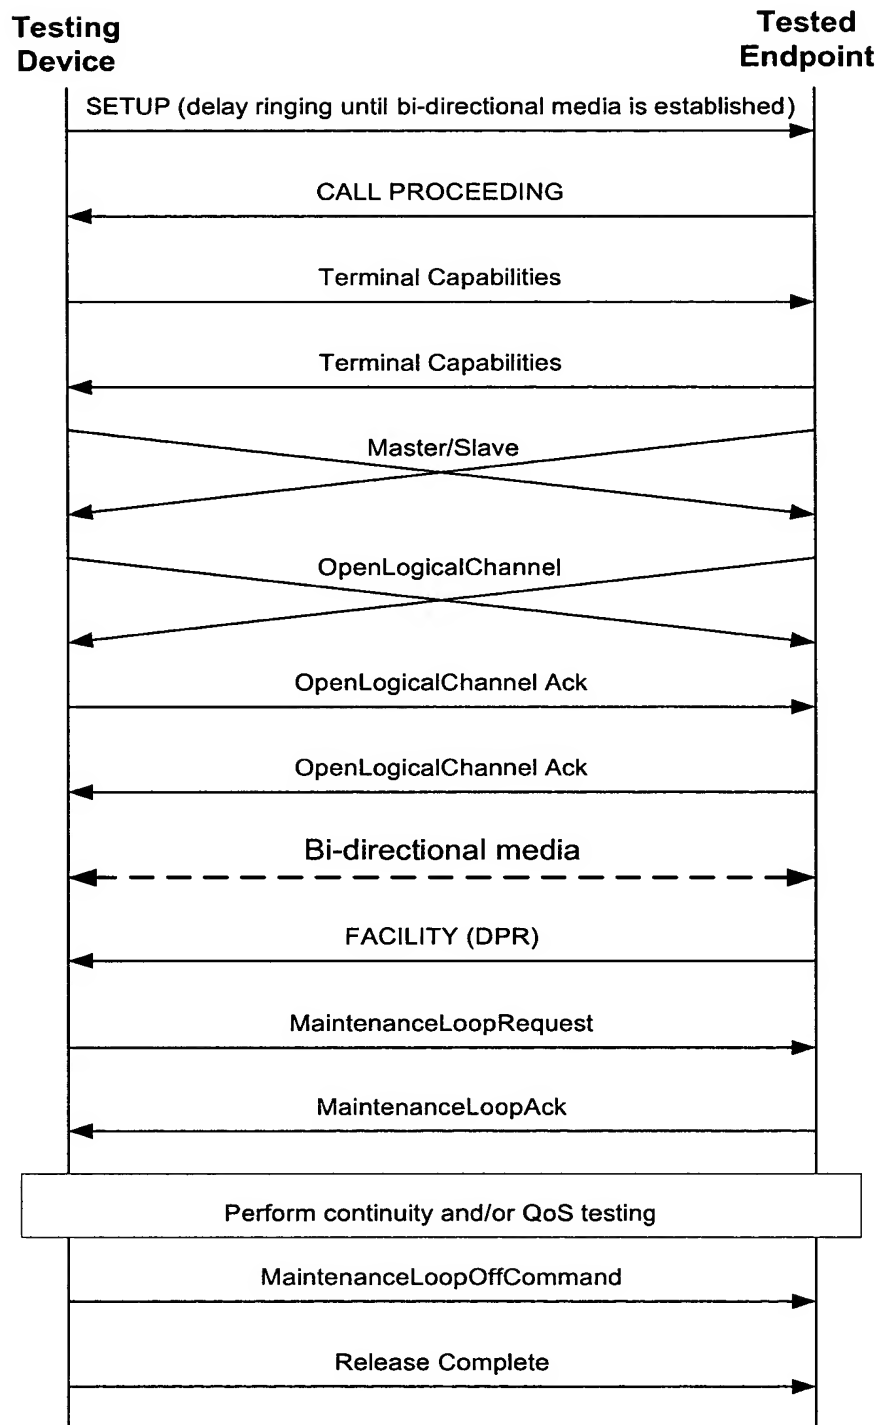 Testing
Device
Tested
Endpoint
SETUP (delay ringing until bi-directional media is established)
CALL PROCEEDING
Terminal Capabilities
Terminal Capabilities
Master/Slave
OpenLogicalChannel
OpenLogicalChannel Ack
OpenLogicalChannel Ack
Bi-directional media
FACILITY (DPR)
MaintenanceLoopRequest
MaintenanceLoopAck
Perform continuity and/or QoS testing
MaintenanceLoopOffCommand
Release Complete